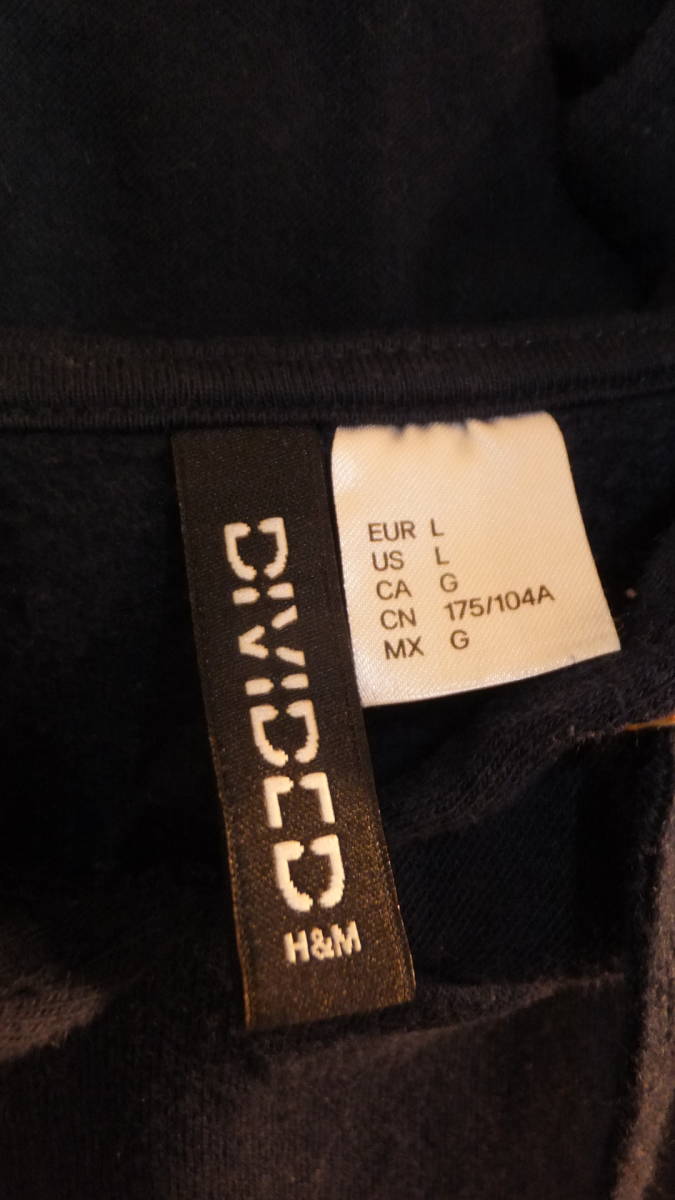 DIVIDED
H&M
EUR L
US L
CA G
CN 175/104A
MX G